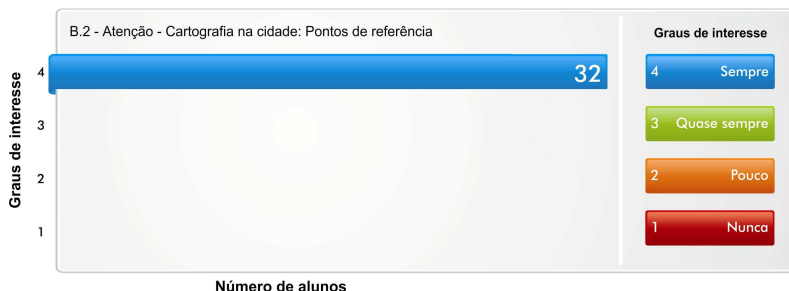 B.2 - Atenção - Cartografia na cidade: Pontos de referência
Graus de interesse
Graus de interesse
4
32
3
2
1
4 Sempre
3 Quase sempre
2 Pouco
1 Nunca
Número de alunos